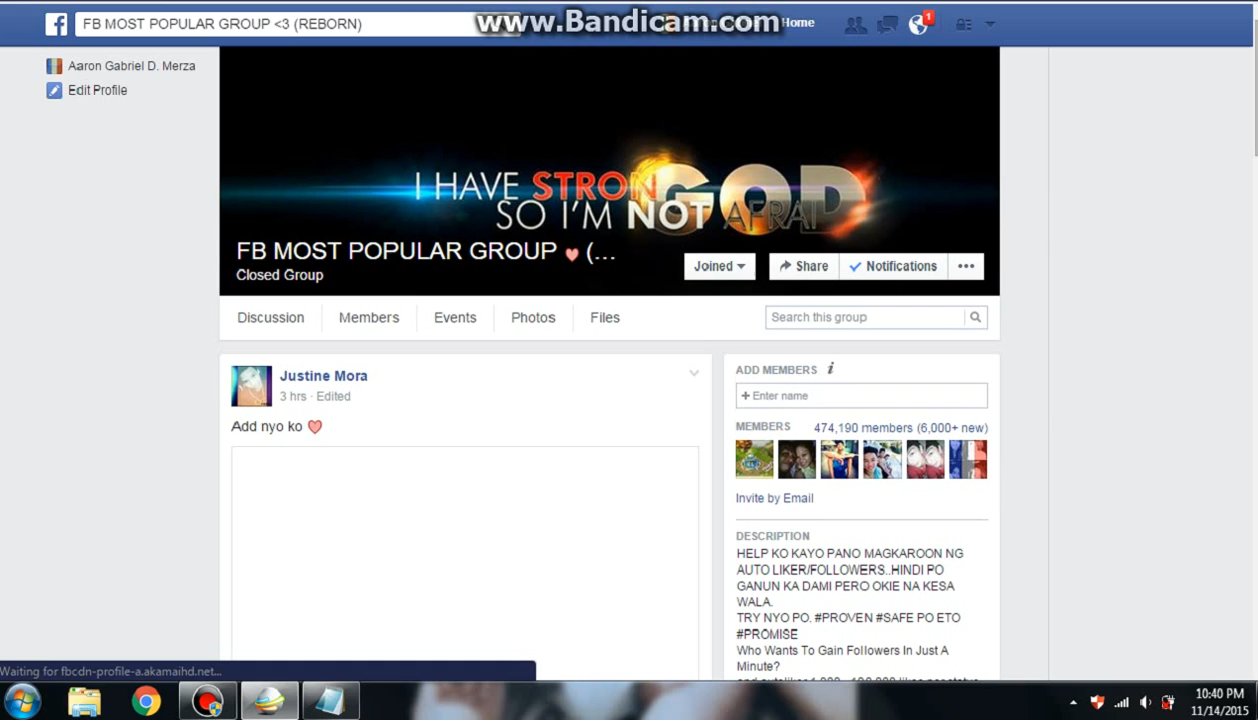 FB MOST POPULAR GROUP <3 (REBORN)
www.Bandicam.com
Home
1
Aaron Gabriel D. Merza
Edit Profile
I HAVE STRON GOD
SO I'M NOT AFRAI
FB MOST POPULAR GROUP ♥ (...
Closed Group
Joined
Share
Notifications
Discussion
Members
Events
Photos
Files
Search this group
Justine Mora
3 hrs · Edited
Add nyo ko ♥
ADD MEMBERS i
+ Enter name
MEMBERS 474,190 members (6,000+ new)
Invite by Email
DESCRIPTION
HELP KO KAYO PANO MAGKAROON NG
AUTO LIKER/FOLLOWERS..HINDI PO
GANUN KA DAMI PERO OKIE NA KESA
WALA.
TRY NYO PO. #PROVEN #SAFE PO ETO
#PROMISE
Who Wants To Gain Followers In Just A
Minute?
Waiting for fbcdn-profile-a.akamaihd.net...
10:40 PM
11/14/2015